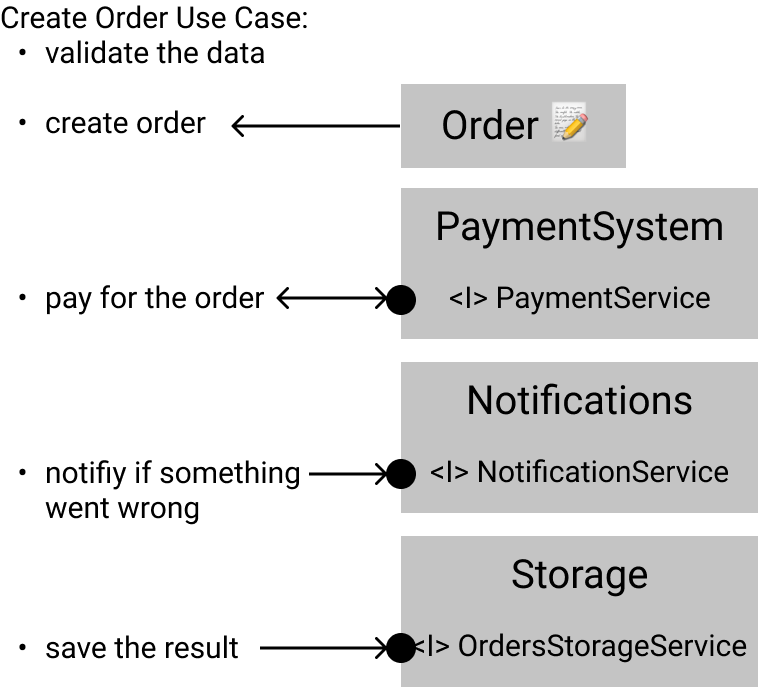 Create Order Use Case:
• validate the data
• create order
Order
PaymentSystem
• pay for the order
<I> PaymentService
Notifications
• notifiy if something
went wrong
<I> NotificationService
Storage
• save the result
<I> OrdersStorageService